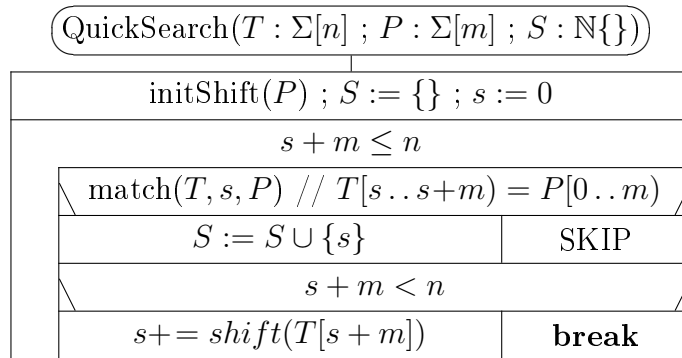 QuickSearch(T : Σ[n] ; P : Σ[m] ; S : ℕ{})
initShift(P) ; S := {} ; s := 0
s + m ≤ n
match(T, s, P) // T[s . . s+m) = P[0 . . m)
S := S ∪ {s} SKIP
s + m < n
s+= shift(T[s + m]) break